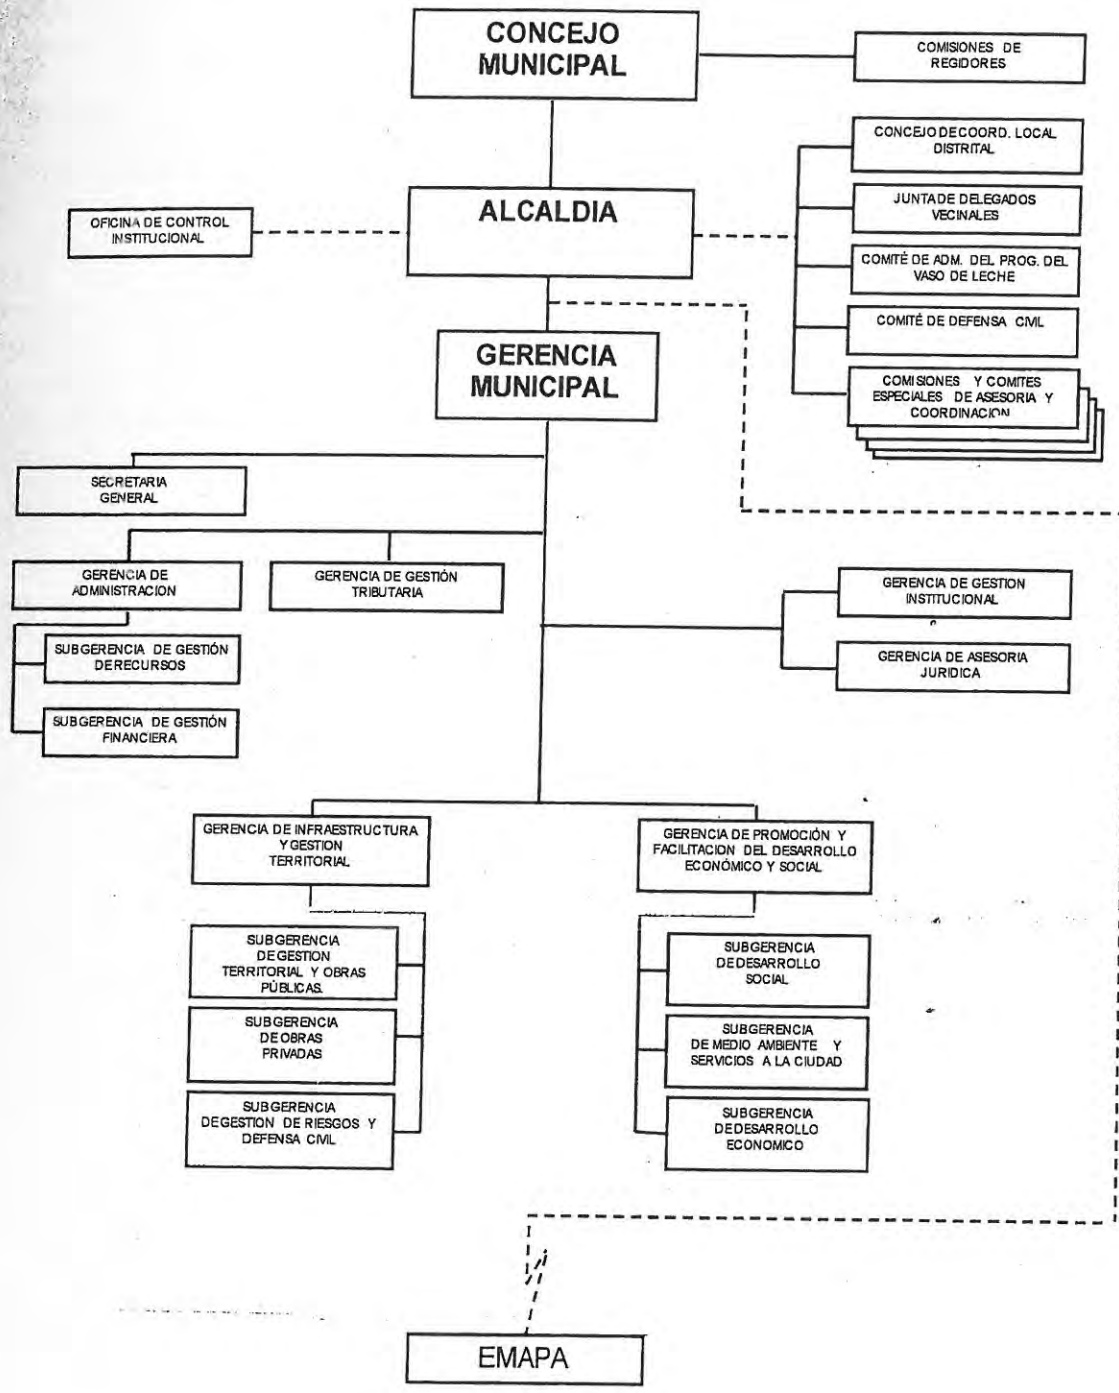 CONCEJO
MUNICIPAL
COMISIONES DE
REGIDORES
CONCEJO DE COORD. LOCAL
DISTRITAL
ALCALDIA
OFICINA DE CONTROL
INSTITUCIONAL
JUNTA DE DELEGADOS
VECINALES
COMITÉ DE ADM. DEL PROG. DEL
VASO DE LECHE
COMITÉ DE DEFENSA CIVIL
GERENCIA
MUNICIPAL
COMISIONES Y COMITES
ESPECIALES DE ASESORIA Y
COORDINACION
SECRETARIA
GENERAL
GERENCIA DE
ADMINISTRACION
GERENCIA DE GESTIÓN
TRIBUTARIA
GERENCIA DE GESTION
INSTITUCIONAL
SUBGERENCIA DE GESTIÓN
DE RECURSOS
GERENCIA DE ASESORIA
JURIDICA
SUBGERENCIA DE GESTIÓN
FINANCIERA
GERENCIA DE INFRAESTRUCTURA
Y GESTION
TERRITORIAL
GERENCIA DE PROMOCIÓN Y
FACILITACION DEL DESARROLLO
ECONÓMICO Y SOCIAL
SUBGERENCIA
DE GESTION
TERRITORIAL Y OBRAS
PÚBLICAS.
SUBGERENCIA
DE DESARROLLO
SOCIAL
SUBGERENCIA
DE OBRAS
PRIVADAS
SUBGERENCIA
DE MEDIO AMBIENTE Y
SERVICIOS A LA CIUDAD
SUBGERENCIA
DE GESTION DE RIESGOS Y
DEFENSA CIVIL
SUBGERENCIA
DE DESARROLLO
ECONOMICO
EMAPA